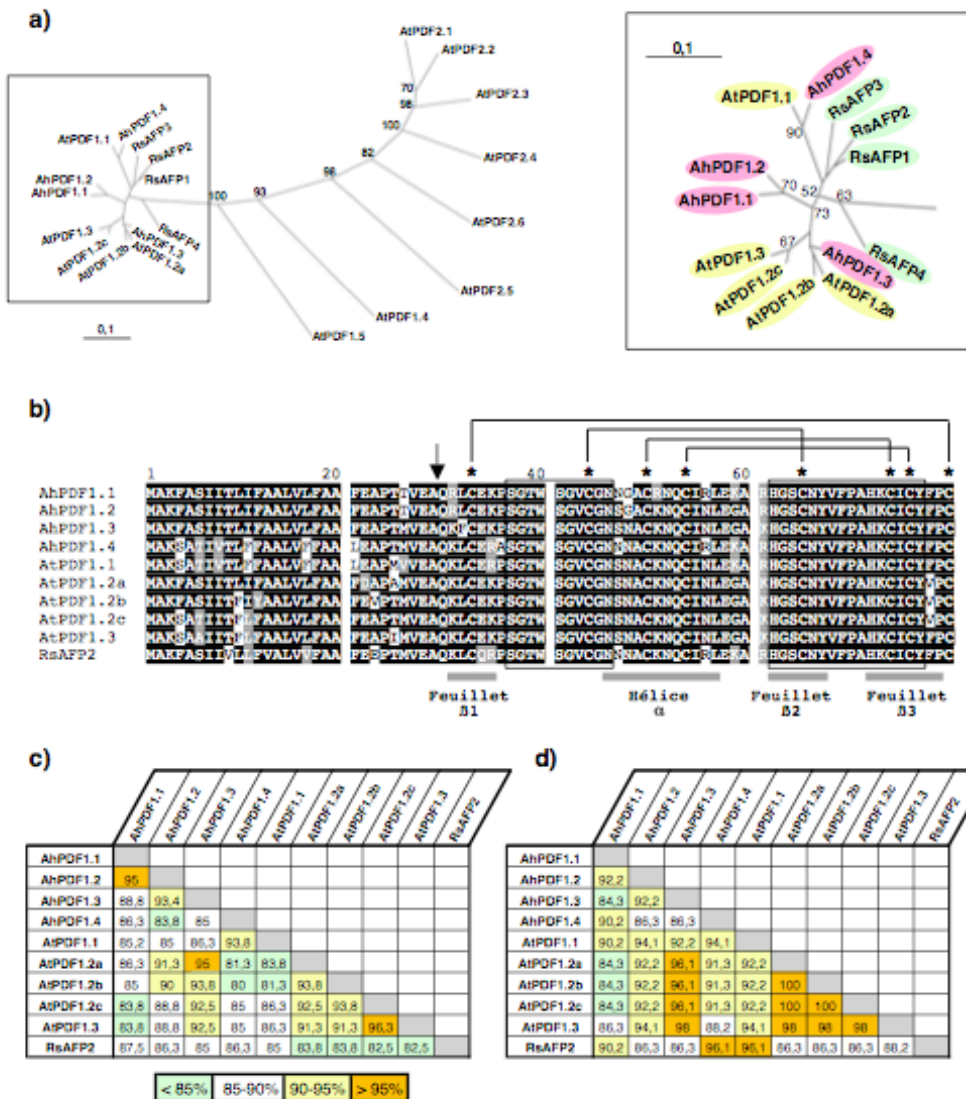 a)
AtPDF2.1
AtPDF2.2
AtPDF2.3
AtPDF2.4
AtPDF2.6
AtPDF2.5
AtPDF1.4
AtPDF1.5
70
98
100
82
98
93
100
AtPDF1.1
AhPDF1.4
RsAFP3
RsAFP2
AhPDF1.2
AhPDF1.1
RsAFP1
AtPDF1.3
AtPDF1.2c
AtPDF1.2b
AhPDF1.3
AtPDF1.2a
RsAFP4
0,1
0,1
AtPDF1.1
AhPDF1.4
RsAFP3
RsAFP2
RsAFP1
90
AhPDF1.2
AhPDF1.1
70
52
63
73
67
AtPDF1.3
AtPDF1.2c
AtPDF1.2b
AhPDF1.3
AtPDF1.2a
RsAFP4
b)
1 20 40 60
* * * * * * * *
AhPDF1.1
AhPDF1.2
AhPDF1.3
AhPDF1.4
AtPDF1.1
AtPDF1.2a
AtPDF1.2b
AtPDF1.2c
AtPDF1.3
RsAFP2
Feuillet Hélice Feuillet Feuillet
ß1 α ß2 ß3
c)
AhPDF1.1 AhPDF1.2 AhPDF1.3 AhPDF1.4 AtPDF1.1 AtPDF1.2a AtPDF1.2b AtPDF1.2c AtPDF1.3 RsAFP2
AhPDF1.1
AhPDF1.2 95
AhPDF1.3 88,8 93,4
AhPDF1.4 86,3 83,8 85
AtPDF1.1 85,2 85 86,3 93,8
AtPDF1.2a 86,3 91,3 95 81,3 83,8
AtPDF1.2b 85 90 93,8 80 81,3 93,8
AtPDF1.2c 83,8 88,8 92,5 85 86,3 92,5 93,8
AtPDF1.3 83,8 88,8 92,5 85 86,3 91,3 91,3 96,3
RsAFP2 87,5 86,3 85 86,3 85 83,8 83,8 82,5 82,5
< 85% 85-90% 90-95% > 95%
d)
AhPDF1.1 AhPDF1.2 AhPDF1.3 AhPDF1.4 AtPDF1.1 AtPDF1.2a AtPDF1.2b AtPDF1.2c AtPDF1.3 RsAFP2
AhPDF1.1
AhPDF1.2 92,2
AhPDF1.3 84,3 92,2
AhPDF1.4 90,2 86,3 86,3
AtPDF1.1 90,2 94,1 92,2 94,1
AtPDF1.2a 84,3 92,2 96,1 91,3 92,2
AtPDF1.2b 84,3 92,2 96,1 91,3 92,2 100
AtPDF1.2c 84,3 92,2 96,1 91,3 92,2 100 100
AtPDF1.3 86,3 94,1 98 88,2 94,1 98 98 98
RsAFP2 90,2 86,3 86,3 96,1 96,1 86,3 86,3 86,3 88,2